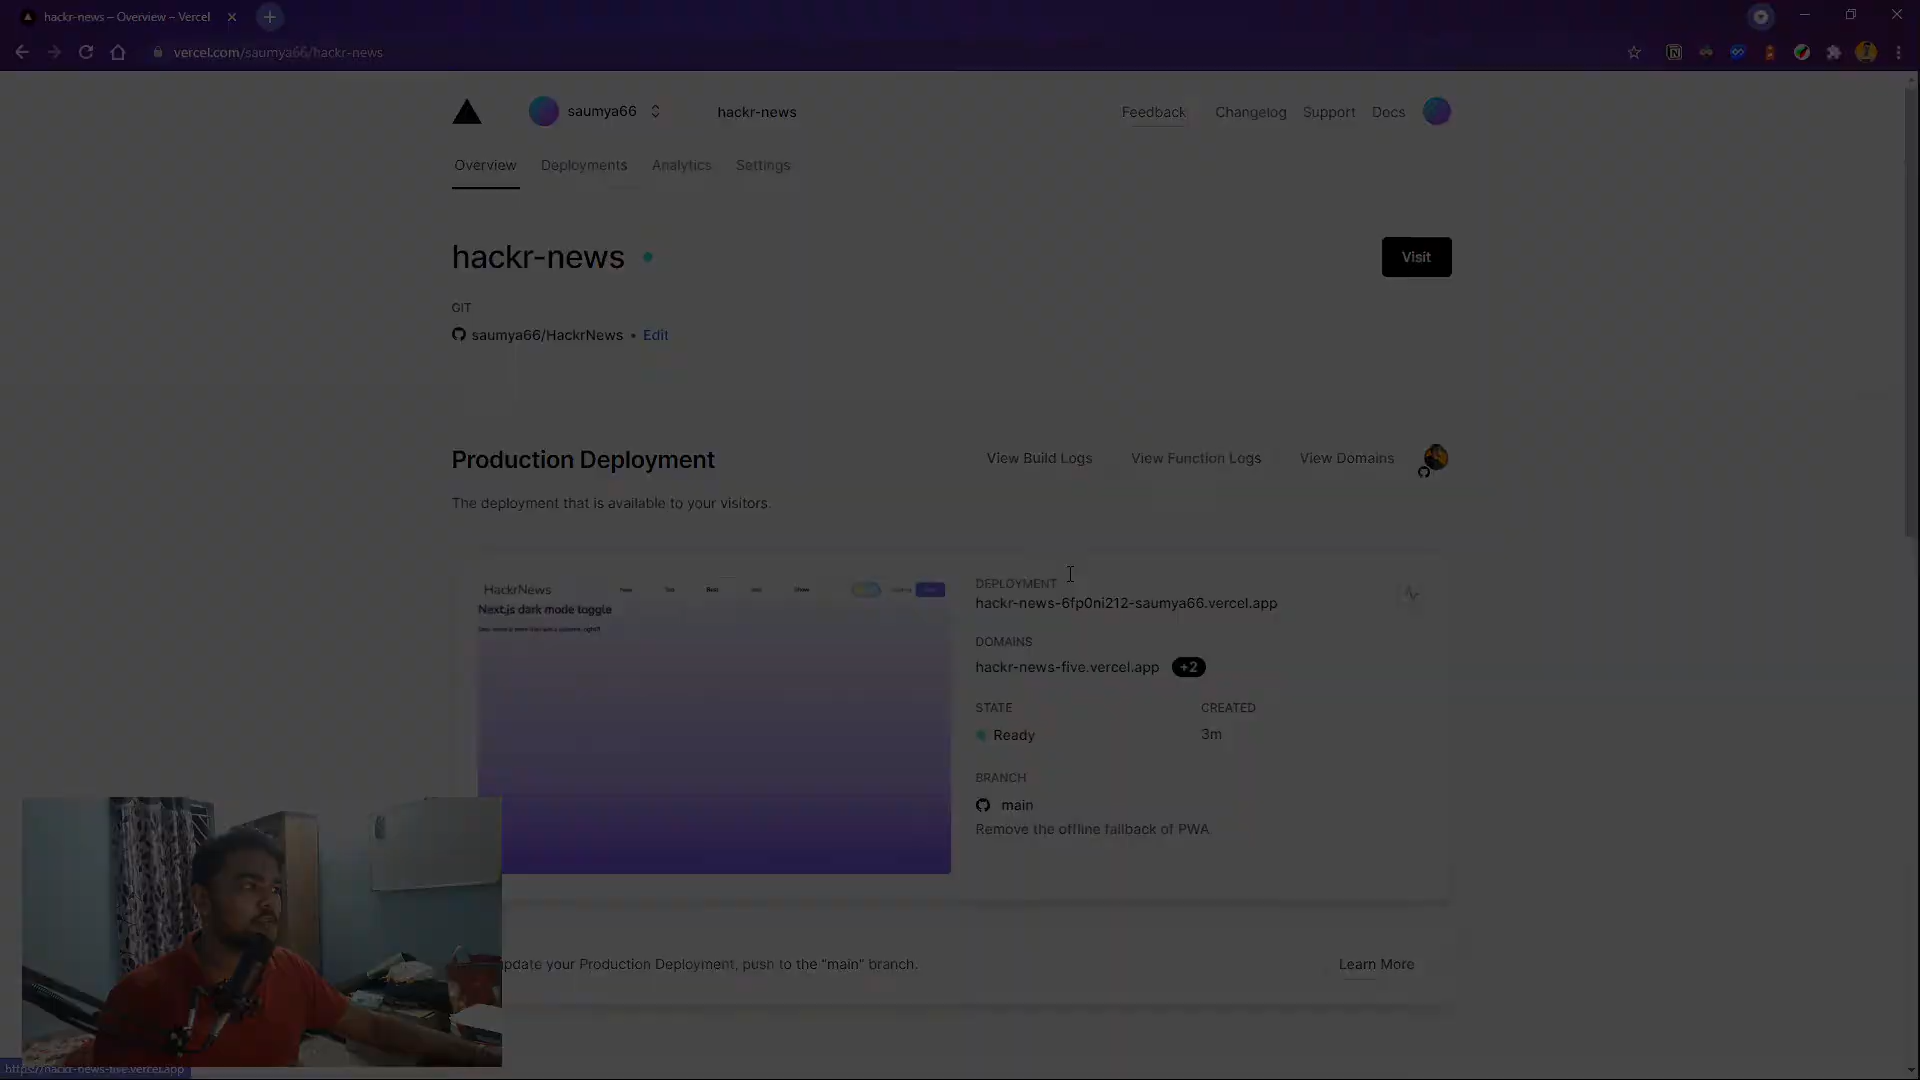 hackr-news – Overview – Vercel
vercel.com/saumya66/hackr-news
saumya66
hackr-news
Feedback
Changelog
Support
Docs
Overview
Deployments
Analytics
Settings
hackr-news
Visit
GIT
saumya66/HackrNews • Edit
Production Deployment
View Build Logs
View Function Logs
View Domains
The deployment that is available to your visitors.
HackrNews
Best
Show
Next.js dark mode toggle
DEPLOYMENT
hackr-news-6fp0ni212-saumya66.vercel.app
DOMAINS
hackr-news-five.vercel.app +2
STATE
CREATED
Ready
3m
BRANCH
main
Remove the offline fallback of PWA
pdate your Production Deployment, push to the "main" branch.
Learn More
https://hackr-news-five.vercel.app